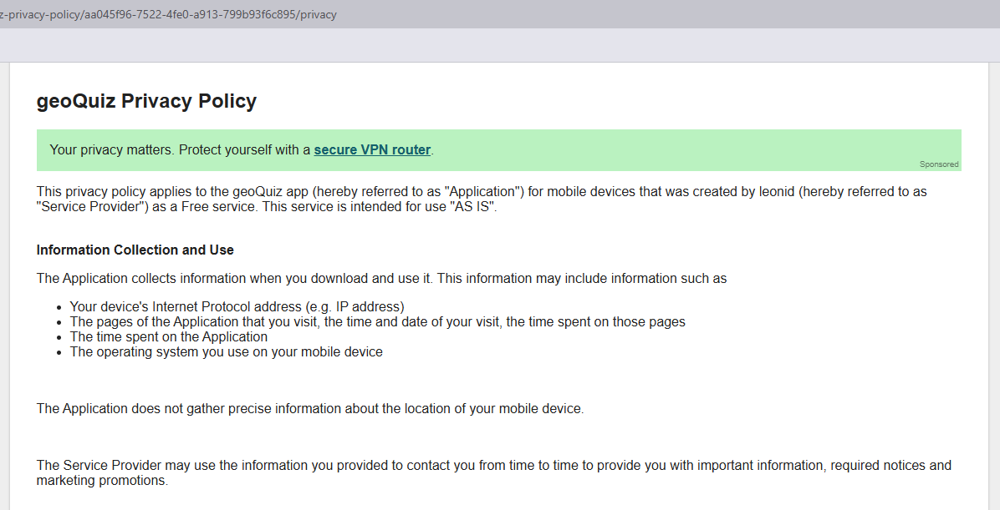 z-privacy-policy/aa045f96-7522-4fe0-a913-799b93f6c895/privacy
geoQuiz Privacy Policy
Your privacy matters. Protect yourself with a secure VPN router.
Sponsored
This privacy policy applies to the geoQuiz app (hereby referred to as "Application") for mobile devices that was created by leonid (hereby referred to as
"Service Provider") as a Free service. This service is intended for use "AS IS".
Information Collection and Use
The Application collects information when you download and use it. This information may include information such as
• Your device's Internet Protocol address (e.g. IP address)
• The pages of the Application that you visit, the time and date of your visit, the time spent on those pages
• The time spent on the Application
• The operating system you use on your mobile device
The Application does not gather precise information about the location of your mobile device.
The Service Provider may use the information you provided to contact you from time to time to provide you with important information, required notices and
marketing promotions.